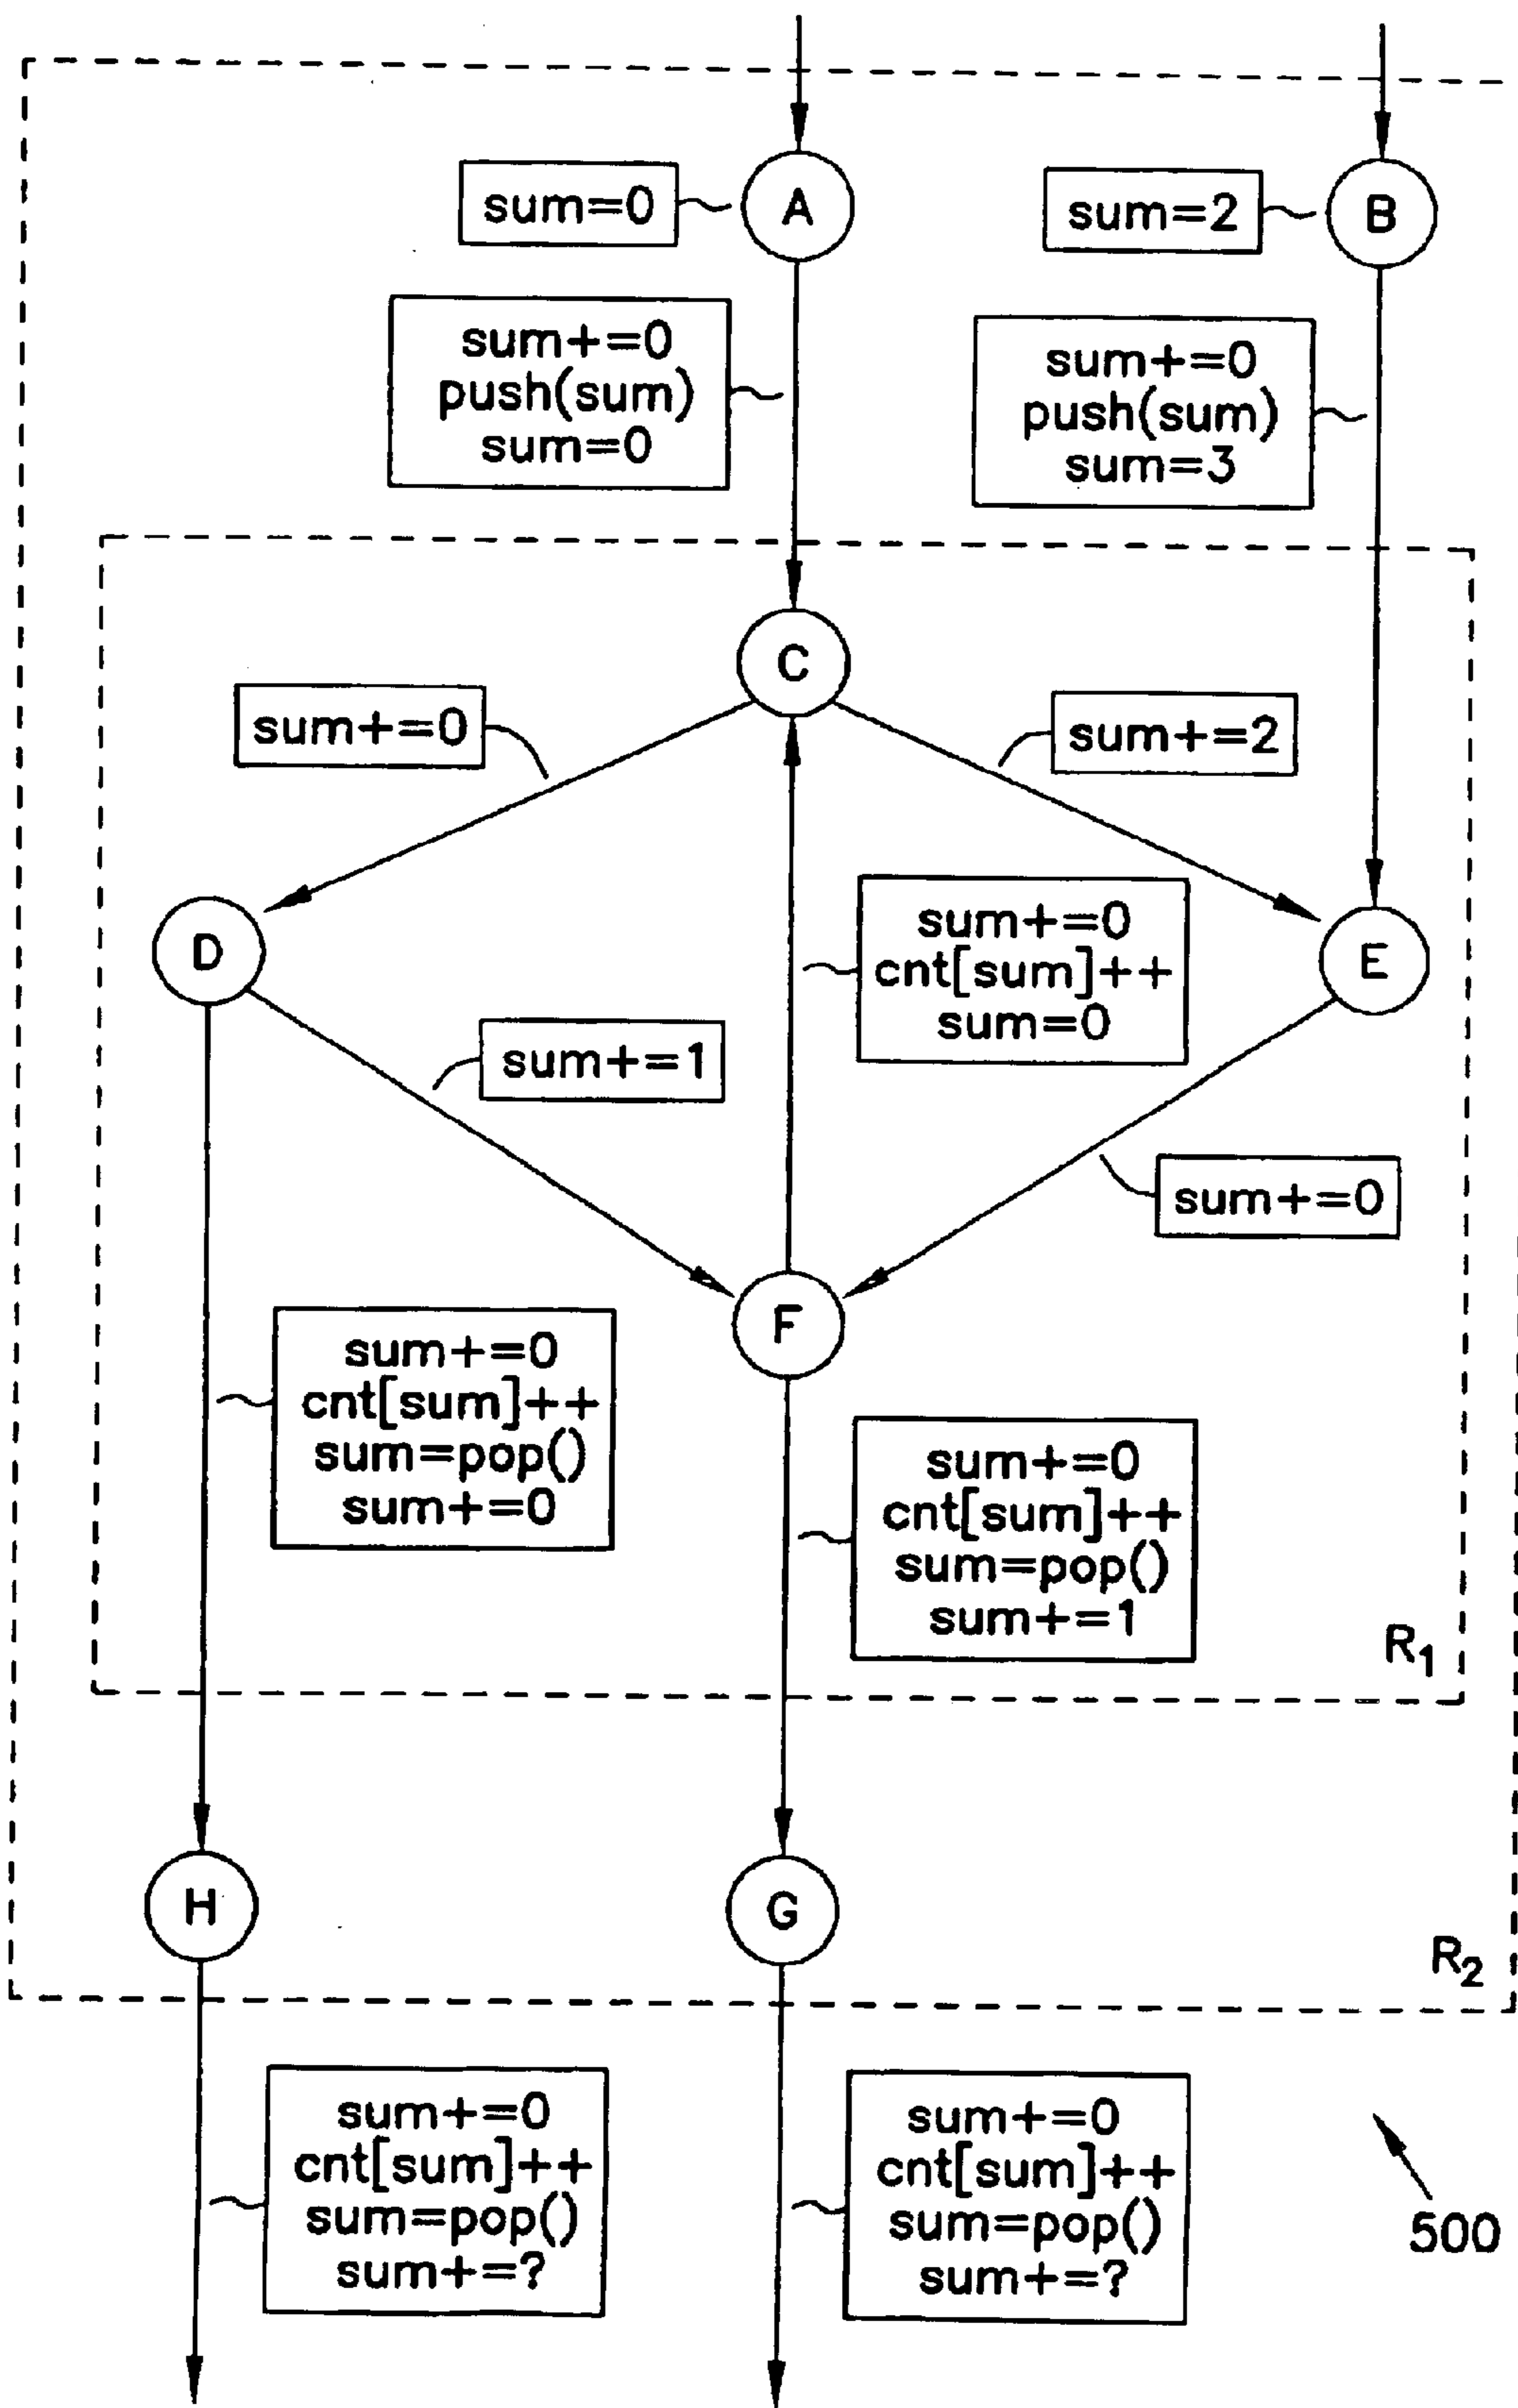 sum=0
A
sum=2
B
sum+=0
push(sum)
sum=0
sum+=0
push(sum)
sum=3
C
sum+=0
sum+=2
D
sum+=0
cnt[sum]++
sum=0
E
sum+=1
sum+=0
F
sum+=0
cnt[sum]++
sum=pop()
sum+=0
sum+=0
cnt[sum]++
sum=pop()
sum+=1
R1
H
G
R2
sum+=0
cnt[sum]++
sum=pop()
sum+=?
sum+=0
cnt[sum]++
sum=pop()
sum+=?
500